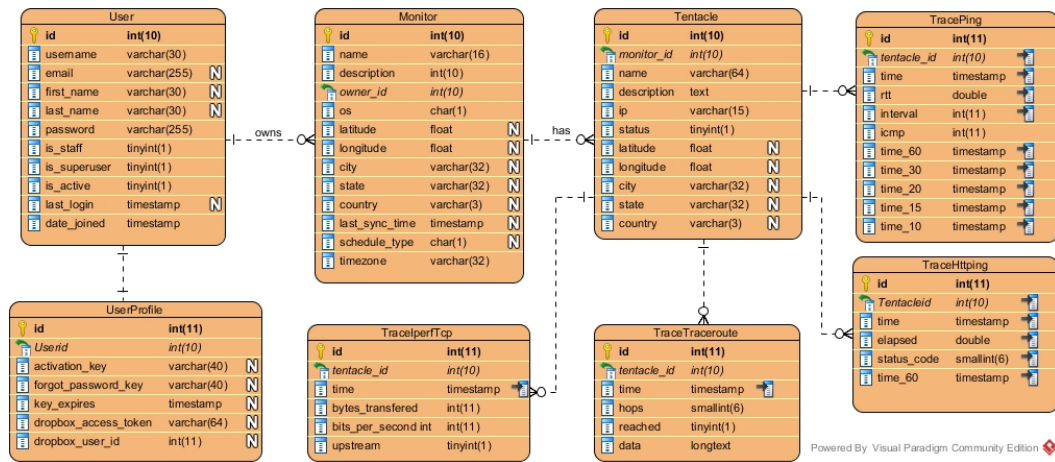 User
id int(10)
username varchar(30)
email varchar(255) N
first_name varchar(30) N
last_name varchar(30) N
password varchar(255)
is_staff tinyint(1)
is_superuser tinyint(1)
is_active tinyint(1)
last_login timestamp N
date_joined timestamp
owns
Monitor
id int(10)
name varchar(16)
description int(10)
owner_id int(10)
os char(1)
latitude float N
longitude float N
city varchar(32) N
state varchar(32) N
country varchar(3) N
last_sync_time timestamp N
schedule_type char(1) N
timezone varchar(32)
has
Tentacle
id int(10)
monitor_id int(10)
name varchar(64)
description text
ip varchar(15)
status tinyint(1)
latitude float N
longitude float N
city varchar(32) N
state varchar(32) N
country varchar(3) N
TracePing
id int(11)
tentacle_id int(10)
time timestamp
rtt double
interval int(11)
icmp int(11)
time_60 timestamp
time_30 timestamp
time_20 timestamp
time_15 timestamp
time_10 timestamp
UserProfile
id int(11)
Userid int(10)
activation_key varchar(40) N
forgot_password_key varchar(40) N
key_expires timestamp N
dropbox_access_token varchar(64) N
dropbox_user_id int(11) N
TraceIperfTcp
id int(11)
tentacle_id int(10)
time timestamp
bytes_transfered int(11)
bits_per_second int int(11)
upstream tinyint(1)
TraceTraceroute
id int(11)
tentacle_id int(10)
time timestamp
hops smallint(6)
reached tinyint(1)
data longtext
TraceHttping
id int(11)
Tentacleid int(10)
time timestamp
elapsed double
status_code smallint(6)
time_60 timestamp
Powered By Visual Paradigm Community Edition